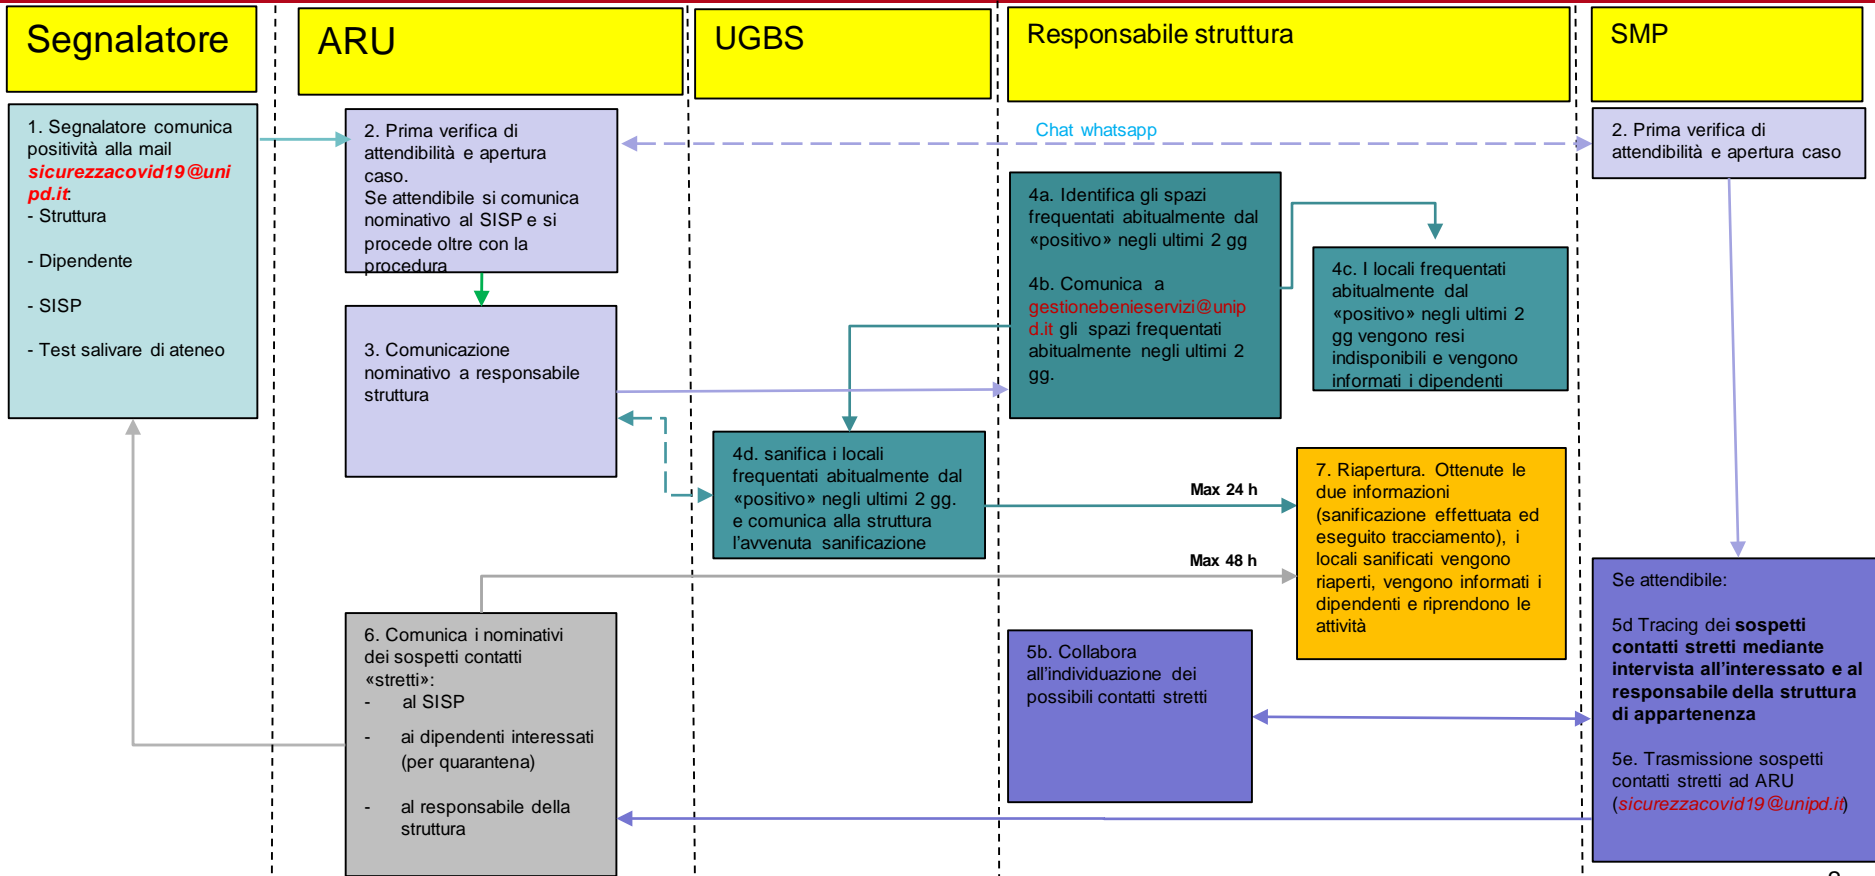 Segnalatore
ARU
UGBS
Responsabile struttura
SMP
1. Segnalatore comunica
positività alla mail
sicurezzacovid19@uni
pd.it:
- Struttura
- Dipendente
- SISP
- Test salivare di ateneo
2. Prima verifica di
attendibilità e apertura
caso.
Se attendibile si comunica
nominativo al SISP e si
procede oltre con la
procedura
Chat whatsapp
2. Prima verifica di
attendibilità e apertura caso
3. Comunicazione
nominativo a responsabile
struttura
4a. Identifica gli spazi
frequentati abitualmente dal
«positivo» negli ultimi 2 gg
4b. Comunica a
gestionebenieservizi@unip
d.it gli spazi frequentati
abitualmente negli ultimi 2
gg.
4c. I locali frequentati
abitualmente dal
«positivo» negli ultimi 2
gg vengono resi
indisponibili e vengono
informati i dipendenti
4d. sanifica i locali
frequentati abitualmente dal
«positivo» negli ultimi 2 gg.
e comunica alla struttura
l'avvenuta sanificazione
Max 24 h
Max 48 h
7. Riapertura. Ottenute le
due informazioni
(sanificazione effettuata ed
eseguito tracciamento), i
locali sanificati vengono
riaperti, vengono informati i
dipendenti e riprendono le
attività
6. Comunica i nominativi
dei sospetti contatti
«stretti»:
- al SISP
- ai dipendenti interessati
(per quarantena)
- al responsabile della
struttura
5b. Collabora
all'individuazione dei
possibili contatti stretti
Se attendibile:
5d Tracing dei sospetti
contatti stretti mediante
intervista all'interessato e al
responsabile della struttura
di appartenenza
5e. Trasmissione sospetti
contatti stretti ad ARU
(sicurezzacovid19@unipd.it)